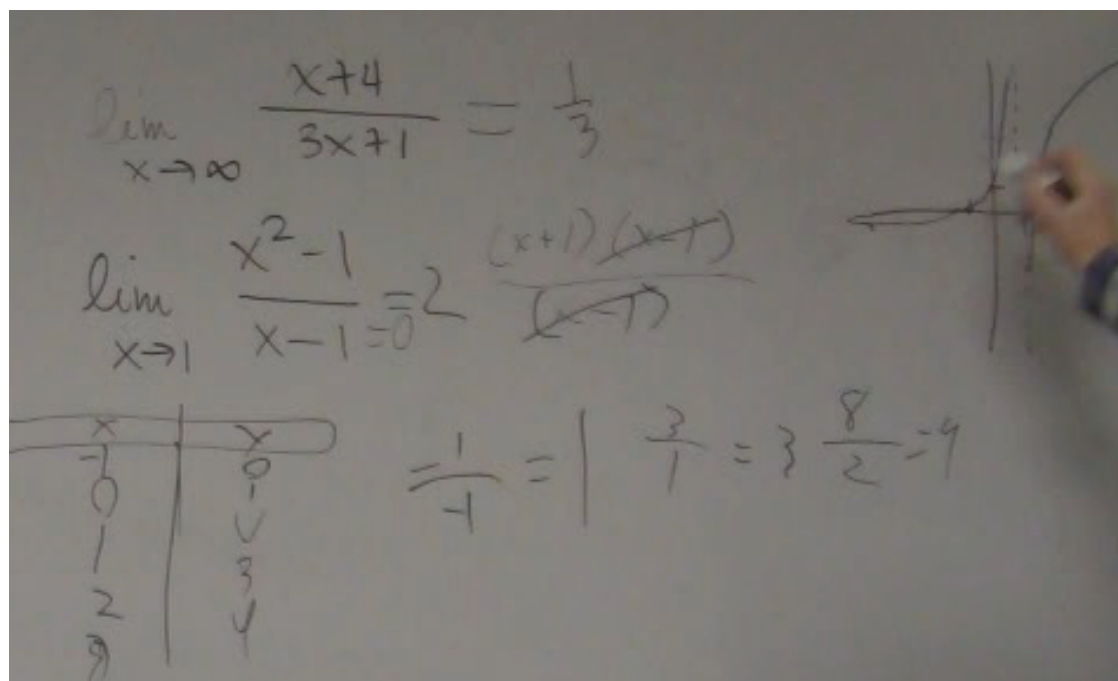 lim x→∞ x+4 / 3x+1 = 1/3
lim x→1 x²-1 / x-1 =0 =2 (x+1)(x-1) / (x-1)
x y
-1 0
0 1
1 U
2 3
3 4
= 1/-1 = 1 3/1 = 3 8/2 = 4